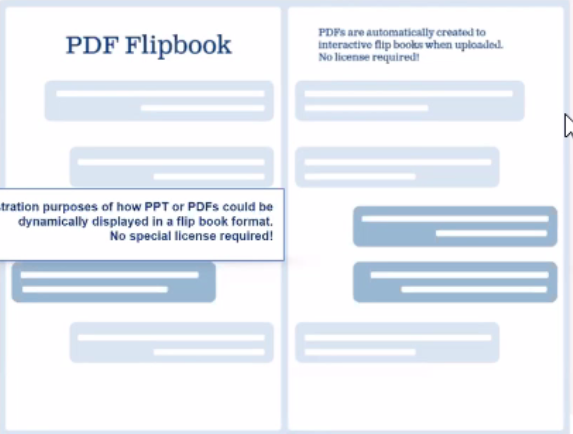 PDF Flipbook
PDFs are automatically created to
interactive flip books when uploaded.
No license required!
purposes of how PPT or PDFs could be
dynamically displayed in a flip book format.
No special license required!